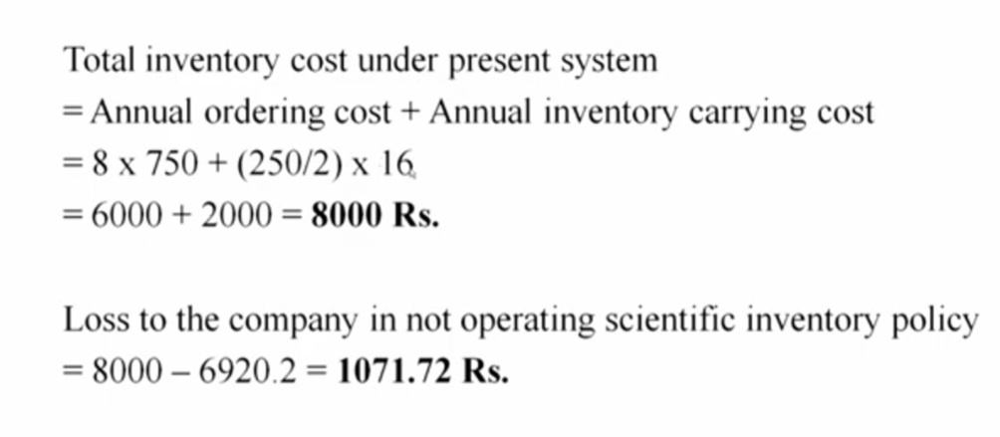 Total inventory cost under present system
= Annual ordering cost + Annual inventory carrying cost
= 8 x 750 + (250/2) x 16
= 6000 + 2000 = 8000 Rs.
Loss to the company in not operating scientific inventory policy
= 8000 – 6920.2 = 1071.72 Rs.